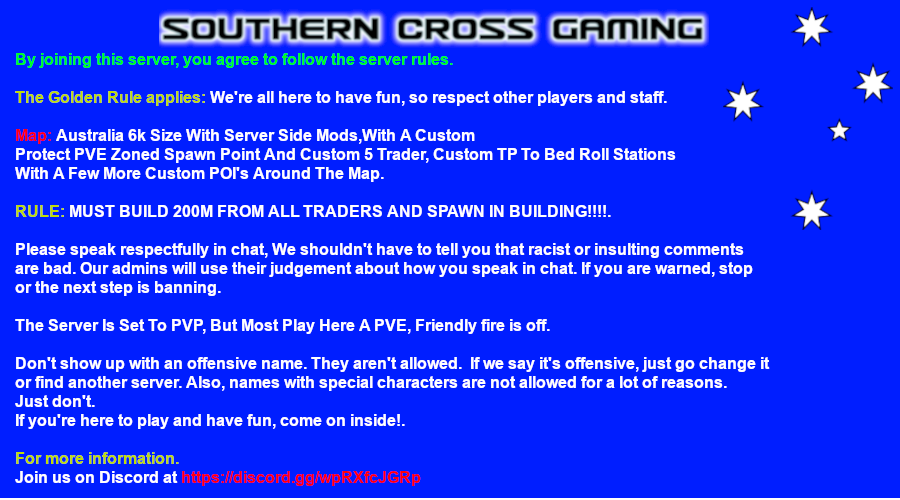 SOUTHERN CROSS GAMING
By joining this server, you agree to follow the server rules.
The Golden Rule applies: We're all here to have fun, so respect other players and staff.
Map: Australia 6k Size With Server Side Mods,With A Custom
Protect PVE Zoned Spawn Point And Custom 5 Trader, Custom TP To Bed Roll Stations
With A Few More Custom POI's Around The Map.
RULE: MUST BUILD 200M FROM ALL TRADERS AND SPAWN IN BUILDING!!!!.
Please speak respectfully in chat, We shouldn't have to tell you that racist or insulting comments
are bad. Our admins will use their judgement about how you speak in chat. If you are warned, stop
or the next step is banning.
The Server Is Set To PVP, But Most Play Here A PVE, Friendly fire is off.
Don't show up with an offensive name. They aren't allowed.  If we say it's offensive, just go change it
or find another server. Also, names with special characters are not allowed for a lot of reasons.
Just don't.
If you're here to play and have fun, come on inside!.
For more information.
Join us on Discord at https://discord.gg/wpRXfcJGRp